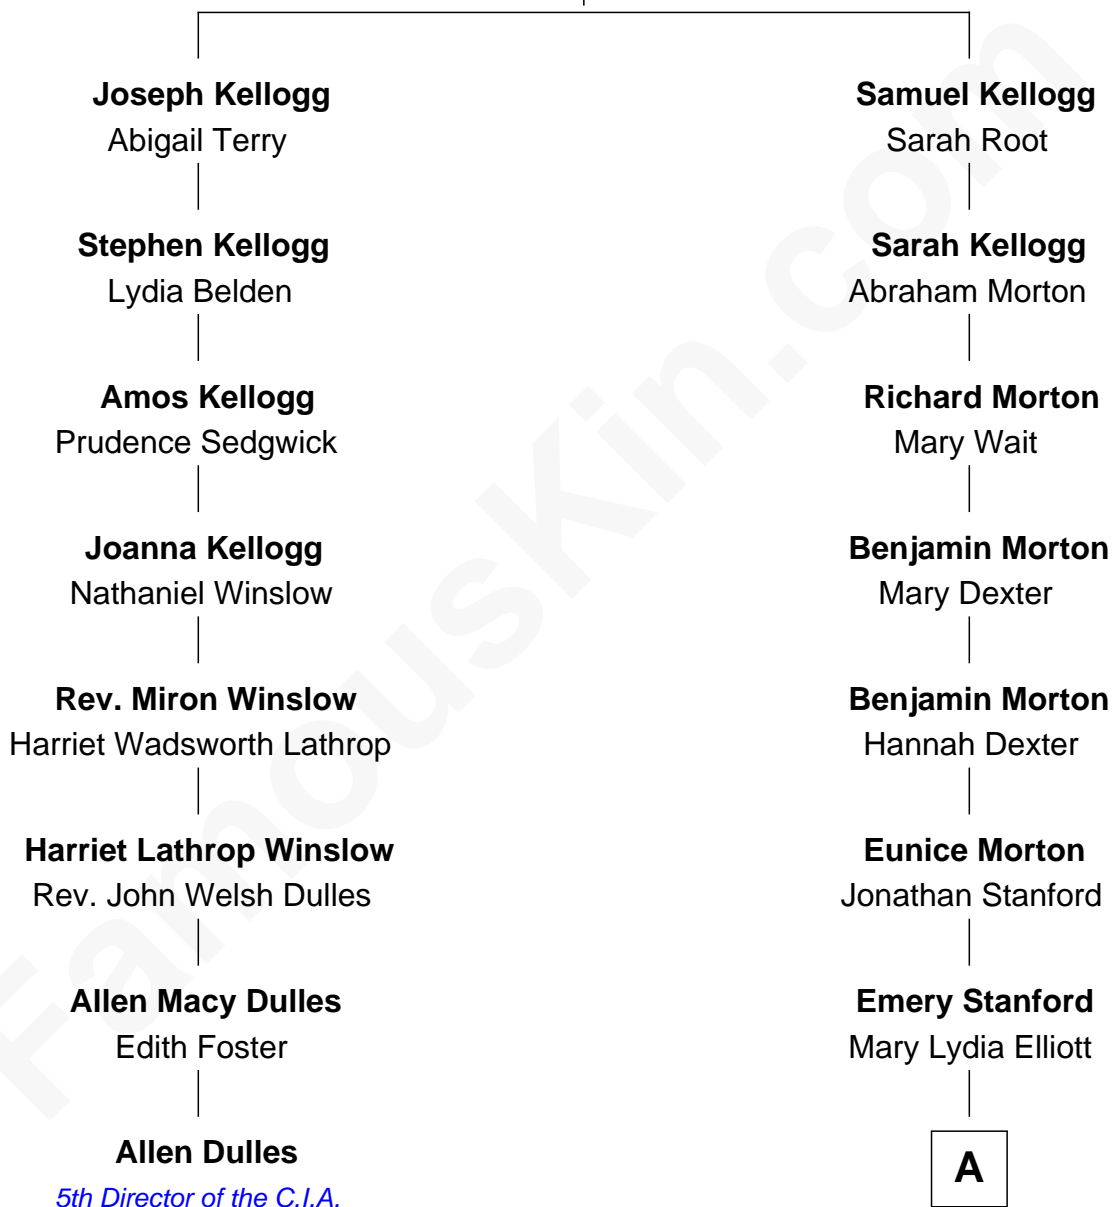 Joseph Kellogg
Abigail Terry
Stephen Kellogg
Lydia Belden
Amos Kellogg
Prudence Sedgwick
Joanna Kellogg
Nathaniel Winslow
Rev. Miron Winslow
Harriet Wadsworth Lathrop
Harriet Lathrop Winslow
Rev. John Welsh Dulles
Allen Macy Dulles
Edith Foster
Allen Dulles
5th Director of the C.I.A.
Samuel Kellogg
Sarah Root
Sarah Kellogg
Abraham Morton
Richard Morton
Mary Wait
Benjamin Morton
Mary Dexter
Benjamin Morton
Hannah Dexter
Eunice Morton
Jonathan Stanford
Emery Stanford
Mary Lydia Elliott
A
FamousKin.com